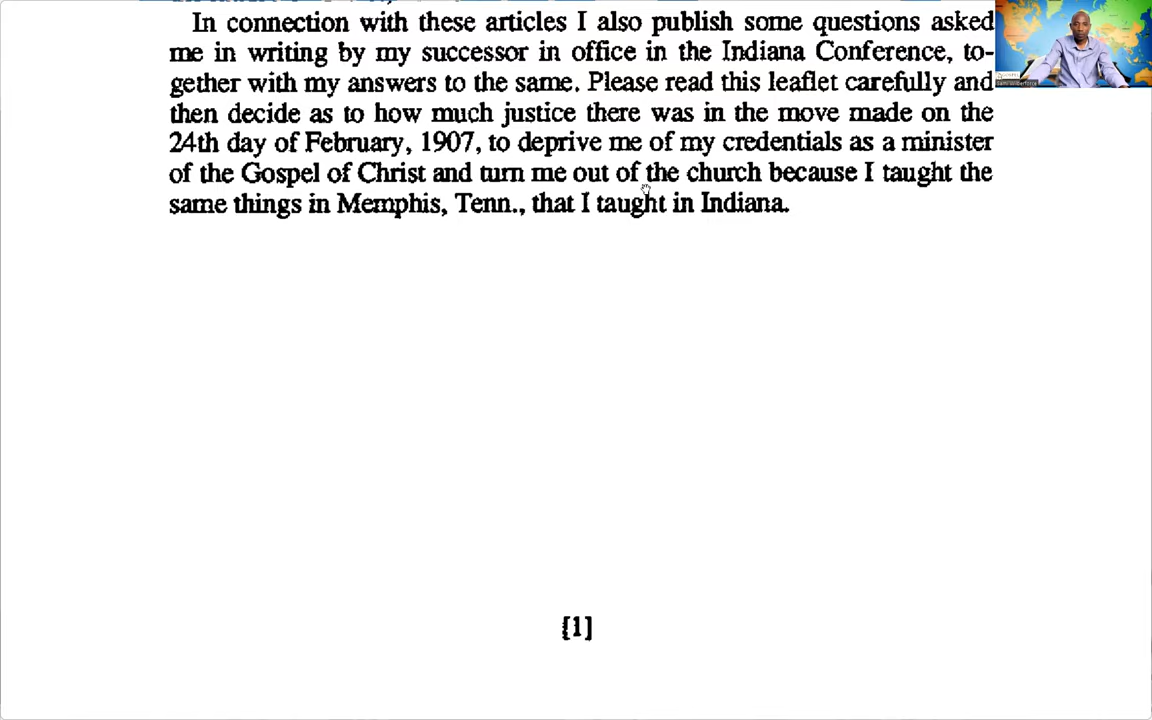 In connection with these articles I also publish some questions asked
me in writing by my successor in office in the Indiana Conference, to-
gether with my answers to the same. Please read this leaflet carefully and
then decide as to how much justice there was in the move made on the
24th day of February, 1907, to deprive me of my credentials as a minister
of the Gospel of Christ and turn me out of the church because I taught the
same things in Memphis, Tenn., that I taught in Indiana.
[1]